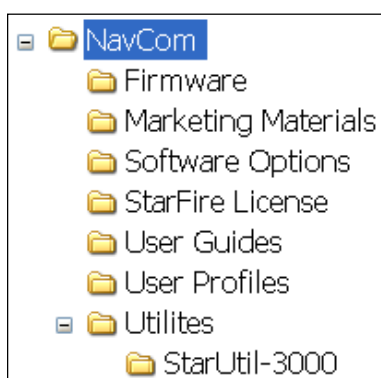 NavCom
Firmware
Marketing Materials
Software Options
StarFire License
User Guides
User Profiles
Utilites
StarUtil-3000